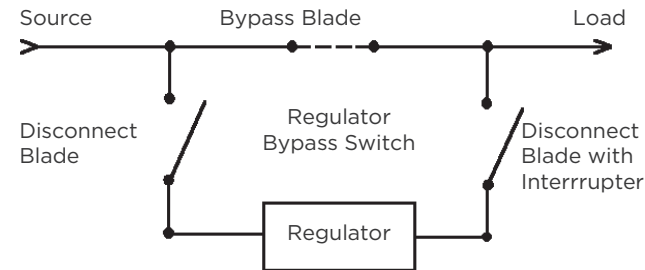 Source
Bypass Blade
Load
Disconnect
Blade
Regulator
Bypass Switch
Disconnect
Blade with
Interrrupter
Regulator